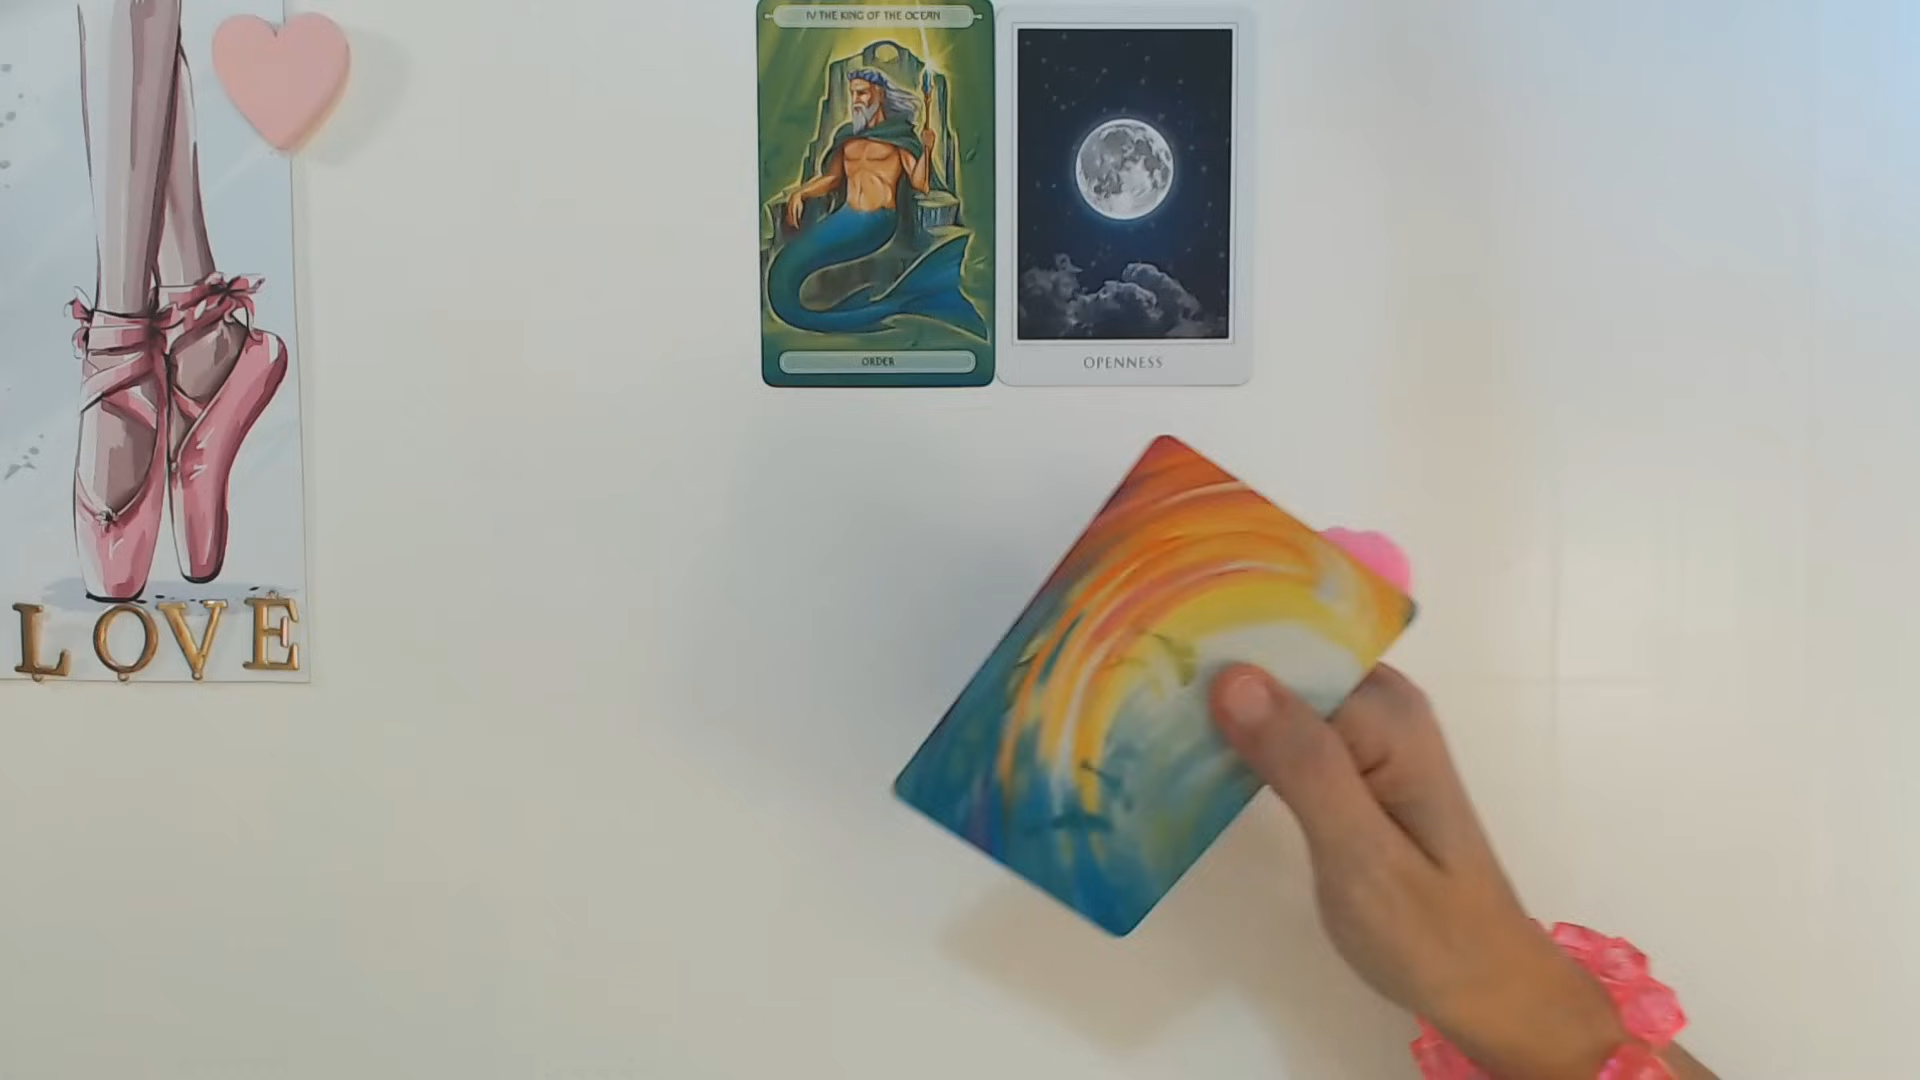 IV THE KING OF THE OCEAN
ORDER
OPENNESS
LOVE